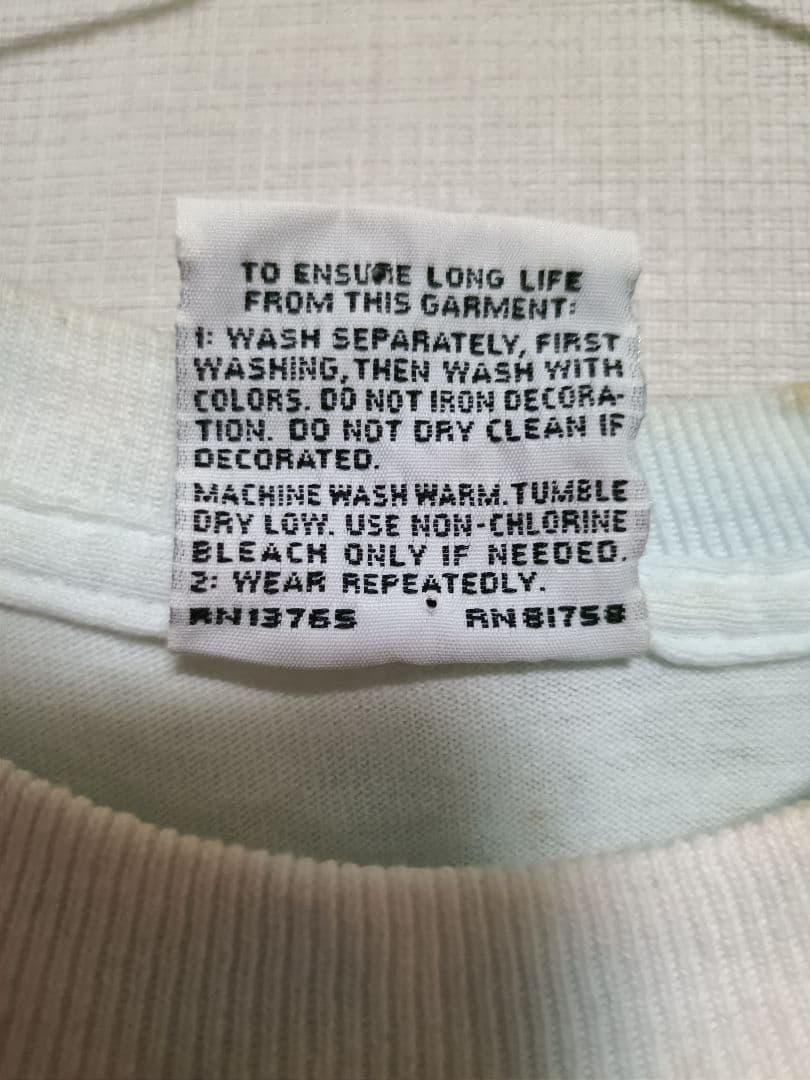 TO ENSURE LONG LIFE
FROM THIS GARMENT:
1: WASH SEPARATELY, FIRST
WASHING, THEN WASH WITH
COLORS. DO NOT IRON DECORA-
TION. DO NOT DRY CLEAN IF
DECORATED.
MACHINE WASH WARM. TUMBLE
DRY LOW. USE NON-CHLORINE
BLEACH ONLY IF NEEDED.
2: WEAR REPEATEDLY.
RN13765 RN81758